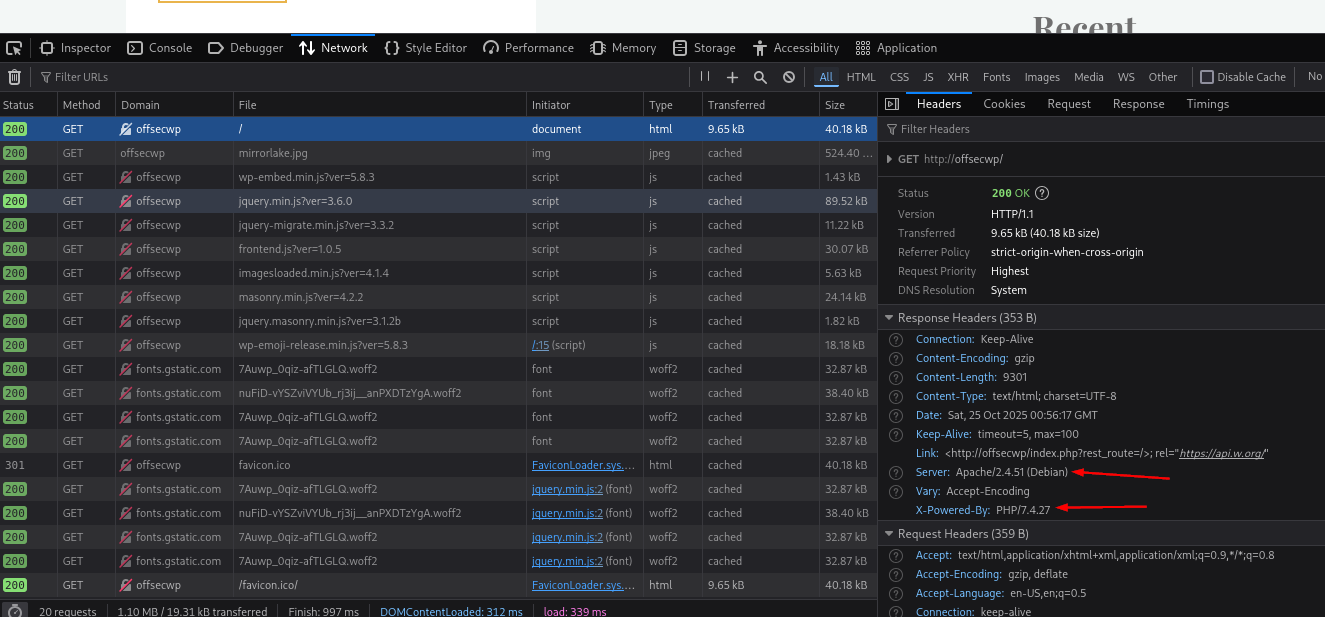 Recent
Inspector Console Debugger Network Style Editor Performance Memory Storage Accessibility Application
Filter URLs All HTML CSS JS XHR Fonts Images Media WS Other Disable Cache No
Status Method Domain File Initiator Type Transferred Size
200 GET offsecwp / document html 9.65 kB 40.18 kB
200 GET offsecwp mirrorlake.jpg img jpeg cached 524.40 ...
200 GET offsecwp wp-embed.min.js?ver=5.8.3 script js cached 1.43 kB
200 GET offsecwp jquery.min.js?ver=3.6.0 script js cached 89.52 kB
200 GET offsecwp jquery-migrate.min.js?ver=3.3.2 script js cached 11.22 kB
200 GET offsecwp frontend.js?ver=1.0.5 script js cached 30.07 kB
200 GET offsecwp imagesloaded.min.js?ver=4.1.4 script js cached 5.63 kB
200 GET offsecwp masonry.min.js?ver=4.2.2 script js cached 24.14 kB
200 GET offsecwp jquery.masonry.min.js?ver=3.1.2b script js cached 1.82 kB
200 GET offsecwp wp-emoji-release.min.js?ver=5.8.3 /:15 (script) js cached 18.18 kB
200 GET fonts.gstatic.com 7Auwp_0qiz-afTLGLQ.woff2 font woff2 cached 32.87 kB
200 GET fonts.gstatic.com nuFiD-vYSZviVYUb_rj3ij__anPXDTzYgA.woff2 font woff2 cached 38.40 kB
200 GET fonts.gstatic.com 7Auwp_0qiz-afTLGLQ.woff2 font woff2 cached 32.87 kB
200 GET fonts.gstatic.com 7Auwp_0qiz-afTLGLQ.woff2 font woff2 cached 32.87 kB
301 GET offsecwp favicon.ico FaviconLoader.sys.... html cached 40.18 kB
200 GET fonts.gstatic.com 7Auwp_0qiz-afTLGLQ.woff2 jquery.min.js:2 (font) woff2 cached 32.87 kB
200 GET fonts.gstatic.com nuFiD-vYSZviVYUb_rj3ij__anPXDTzYgA.woff2 jquery.min.js:2 (font) woff2 cached 38.40 kB
200 GET fonts.gstatic.com 7Auwp_0qiz-afTLGLQ.woff2 jquery.min.js:2 (font) woff2 cached 32.87 kB
200 GET fonts.gstatic.com 7Auwp_0qiz-afTLGLQ.woff2 jquery.min.js:2 (font) woff2 cached 32.87 kB
200 GET offsecwp /favicon.ico/ FaviconLoader.sys.... html 9.65 kB 40.18 kB
20 requests 1.10 MB / 19.31 kB transferred Finish: 997 ms DOMContentLoaded: 312 ms load: 339 ms
Headers Cookies Request Response Timings
Filter Headers
GET http://offsecwp/
Status 200 OK
Version HTTP/1.1
Transferred 9.65 kB (40.18 kB size)
Referrer Policy strict-origin-when-cross-origin
Request Priority Highest
DNS Resolution System
Response Headers (353 B)
Connection: Keep-Alive
Content-Encoding: gzip
Content-Length: 9301
Content-Type: text/html; charset=UTF-8
Date: Sat, 25 Oct 2025 00:56:17 GMT
Keep-Alive: timeout=5, max=100
Link: <http://offsecwp/index.php?rest_route=/>; rel="https://api.w.org/"
Server: Apache/2.4.51 (Debian)
Vary: Accept-Encoding
X-Powered-By: PHP/7.4.27
Request Headers (359 B)
Accept: text/html,application/xhtml+xml,application/xml;q=0.9,*/*;q=0.8
Accept-Encoding: gzip, deflate
Accept-Language: en-US,en;q=0.5
Connection: keep-alive